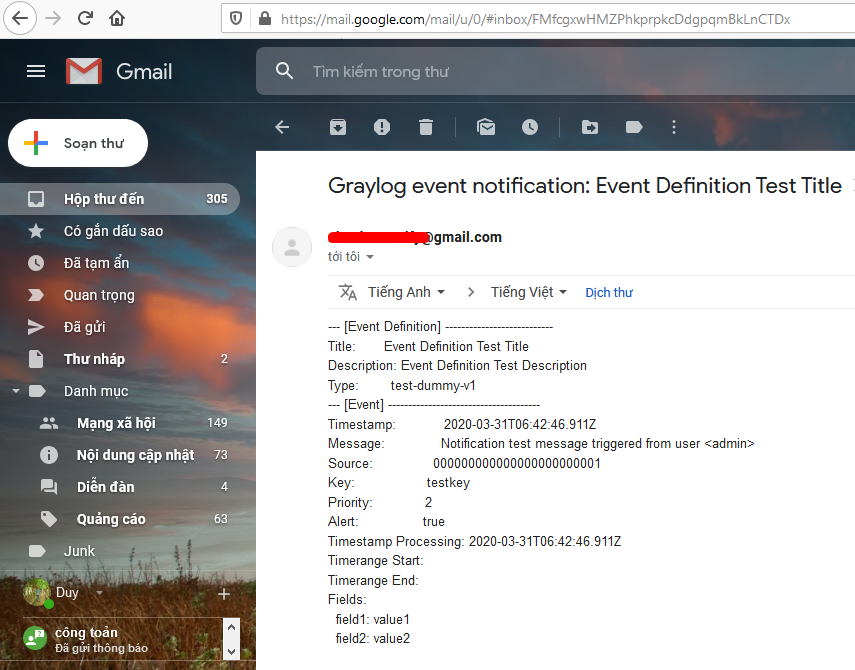 https://mail.google.com/mail/u/0/#inbox/FMfcgxwHMZPhkprpkcDdgpqmBkLnCTDx
Gmail
Tìm kiếm trong thư
Soạn thư
Hộp thư đến 305
Có gắn dấu sao
Đã tạm ẩn
Quan trọng
Đã gửi
Thư nháp 2
Danh mục
Mạng xã hội 149
Nội dung cập nhật 73
Diễn đàn 4
Quảng cáo 63
Junk
Duy
công toản
Đã gửi thông báo
Graylog event notification: Event Definition Test Title
@gmail.com
tới tôi
Tiếng Anh > Tiếng Việt Dịch thư
--- [Event Definition] ---------------------------
Title: Event Definition Test Title
Description: Event Definition Test Description
Type: test-dummy-v1
--- [Event] --------------------------------------
Timestamp: 2020-03-31T06:42:46.911Z
Message: Notification test message triggered from user <admin>
Source: 000000000000000000000001
Key: testkey
Priority: 2
Alert: true
Timestamp Processing: 2020-03-31T06:42:46.911Z
Timerange Start:
Timerange End:
Fields:
field1: value1
field2: value2